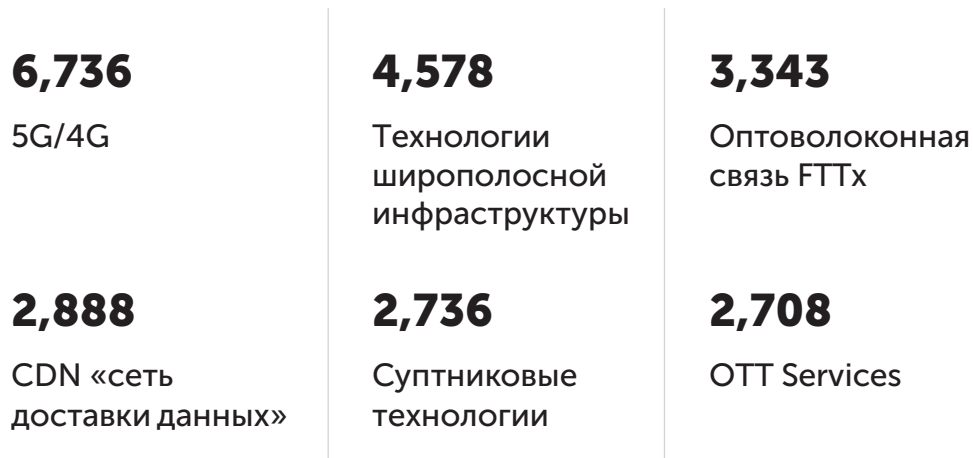 6,736
5G/4G
4,578
Технологии
широполосной
инфраструктуры
3,343
Оптоволоконная
связь FTTx
2,888
CDN «сеть
доставки данных»
2,736
Суптниковые
технологии
2,708
OTT Services